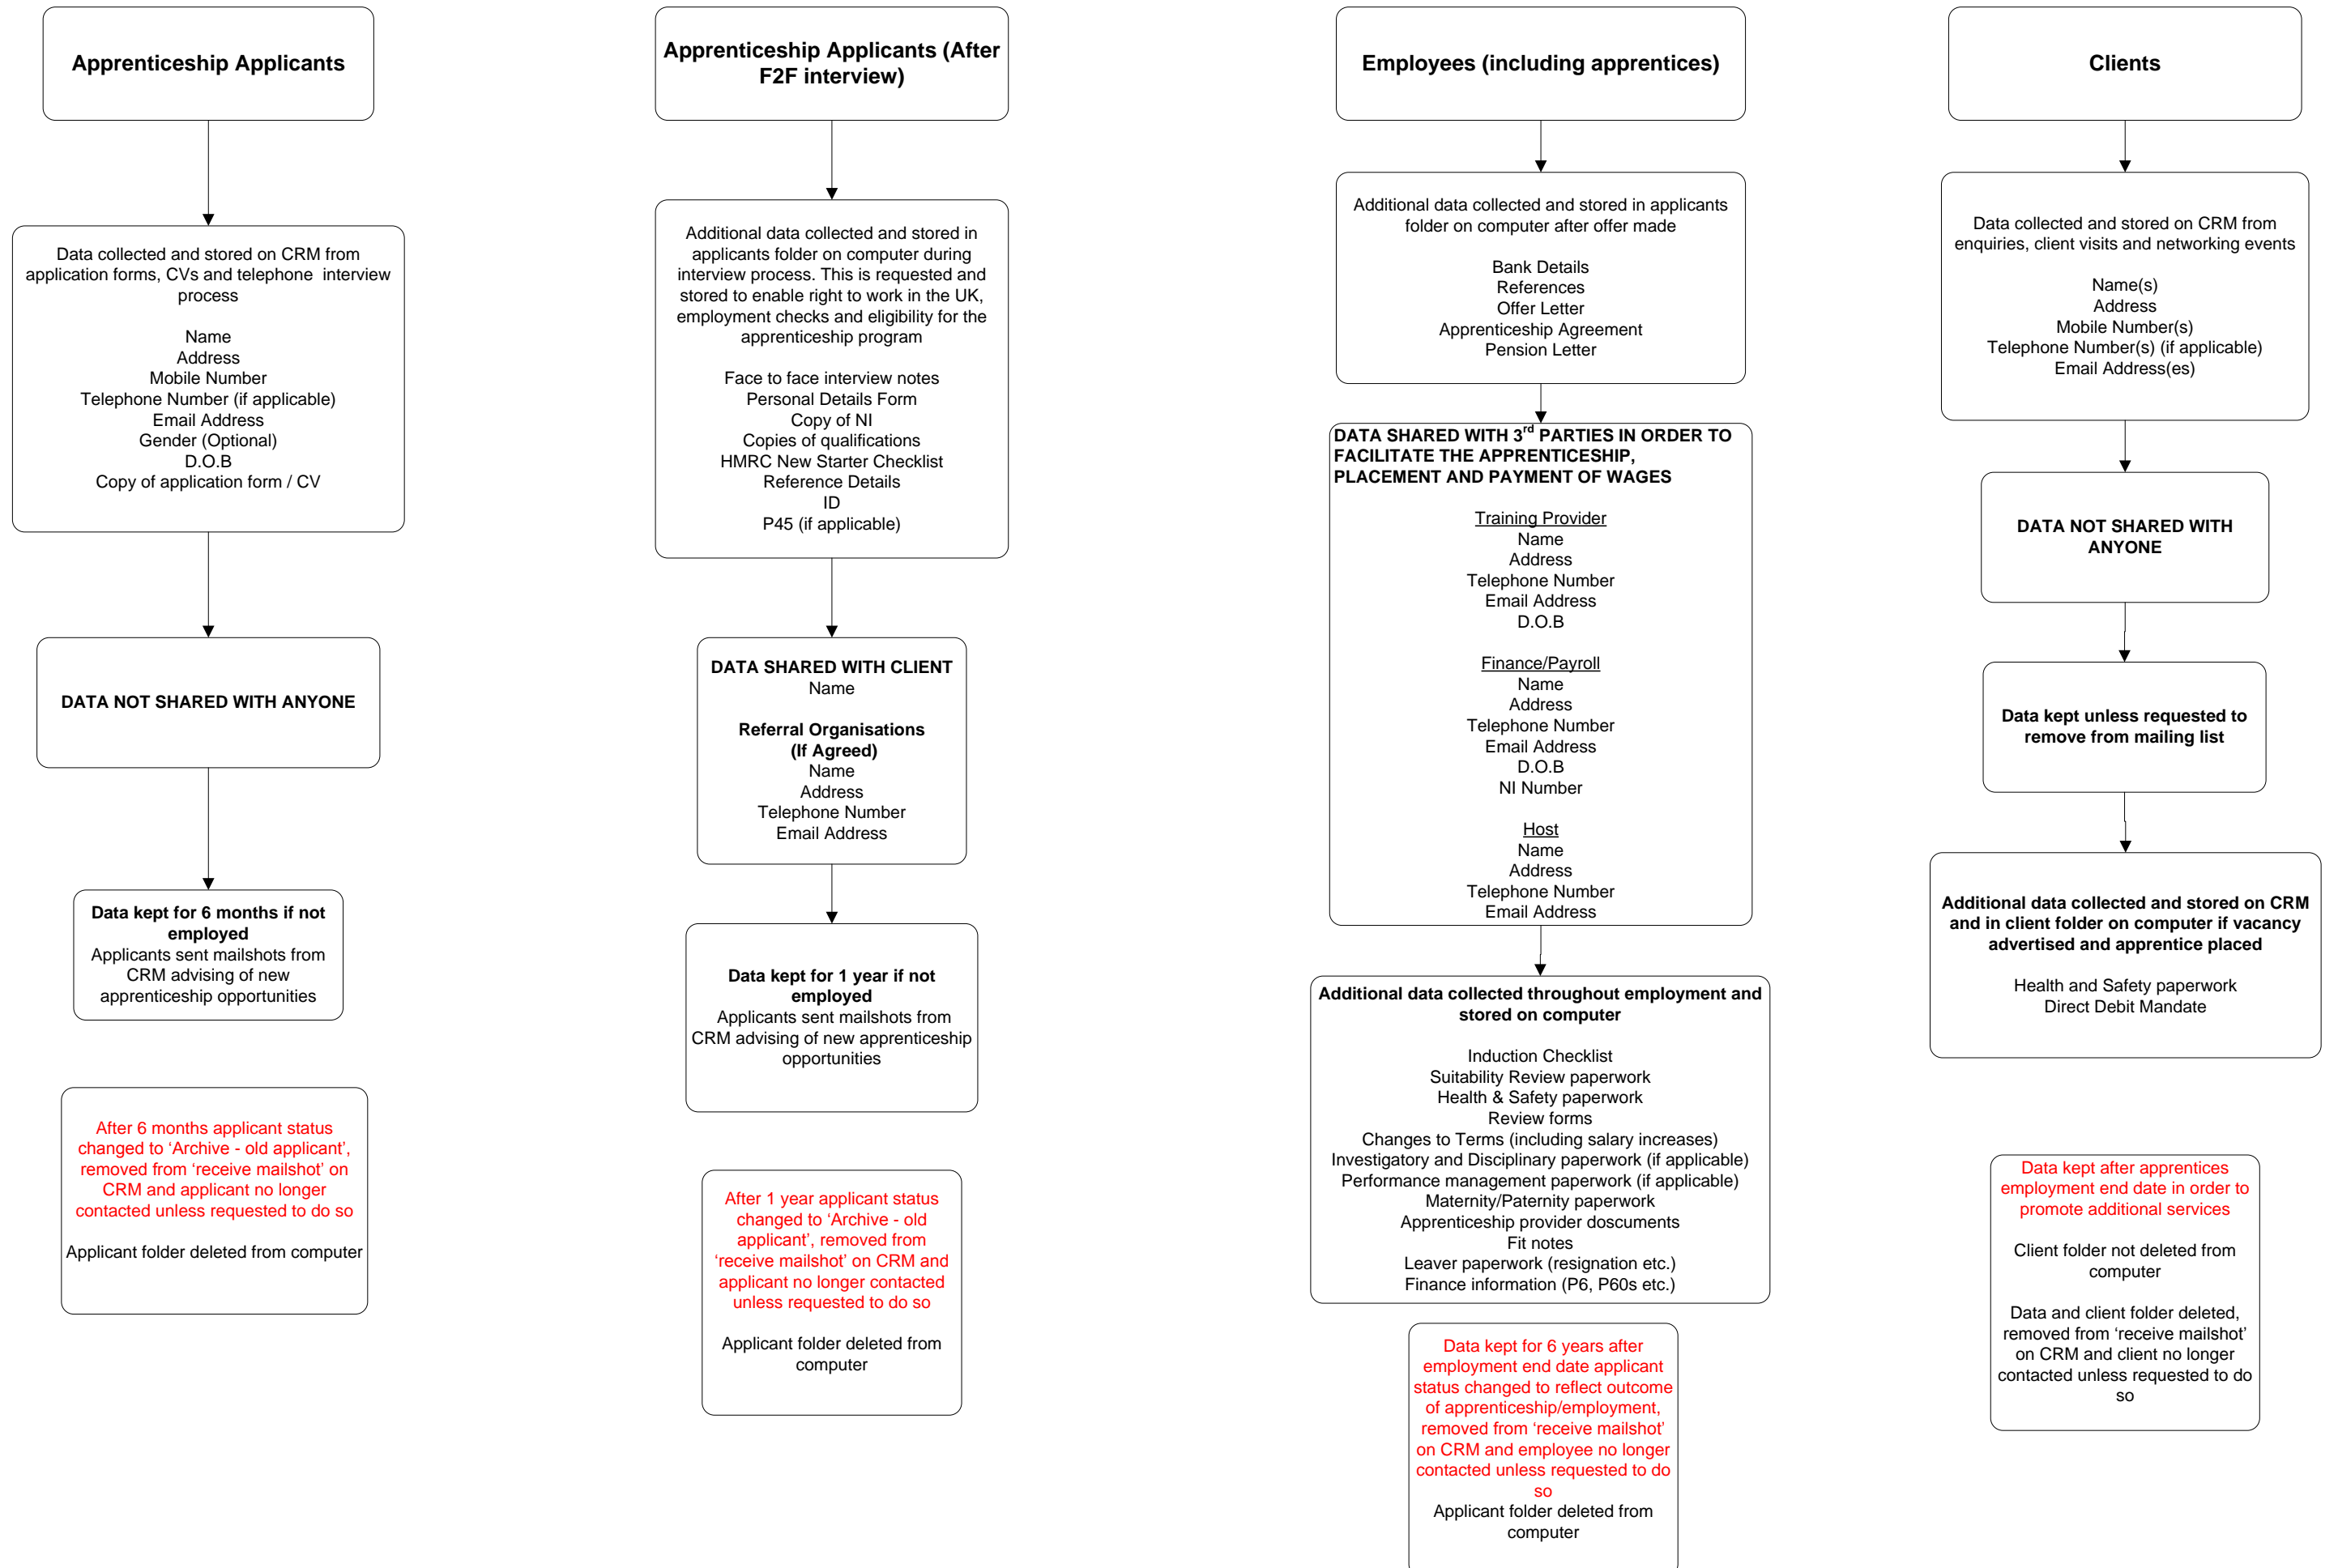 Apprenticeship Applicants
Data collected and stored on CRM from
application forms, CVs and telephone interview
process
Name
Address
Mobile Number
Telephone Number (if applicable)
Email Address
Gender (Optional)
D.O.B
Copy of application form / CV
DATA NOT SHARED WITH ANYONE
Data kept for 6 months if not
employed
Applicants sent mailshots from
CRM advising of new
apprenticeship opportunities
After 6 months applicant status
changed to ‘Archive - old applicant’,
removed from ‘receive mailshot’ on
CRM and applicant no longer
contacted unless requested to do so
Applicant folder deleted from computer
Apprenticeship Applicants (After
F2F interview)
Additional data collected and stored in
applicants folder on computer during
interview process. This is requested and
stored to enable right to work in the UK,
employment checks and eligibility for the
apprenticeship program
Face to face interview notes
Personal Details Form
Copy of NI
Copies of qualifications
HMRC New Starter Checklist
Reference Details
ID
P45 (if applicable)
DATA SHARED WITH CLIENT
Name
Referral Organisations
(If Agreed)
Name
Address
Telephone Number
Email Address
Data kept for 1 year if not
employed
Applicants sent mailshots from
CRM advising of new apprenticeship
opportunities
After 1 year applicant status
changed to ‘Archive - old
applicant’, removed from
‘receive mailshot’ on CRM and
applicant no longer contacted
unless requested to do so
Applicant folder deleted from
computer
Employees (including apprentices)
Additional data collected and stored in applicants
folder on computer after offer made
Bank Details
References
Offer Letter
Apprenticeship Agreement
Pension Letter
DATA SHARED WITH 3rd PARTIES IN ORDER TO
FACILITATE THE APPRENTICESHIP,
PLACEMENT AND PAYMENT OF WAGES
Training Provider
Name
Address
Telephone Number
Email Address
D.O.B
Finance/Payroll
Name
Address
Telephone Number
Email Address
D.O.B
NI Number
Host
Name
Address
Telephone Number
Email Address
Additional data collected throughout employment and
stored on computer
Induction Checklist
Suitability Review paperwork
Health & Safety paperwork
Review forms
Changes to Terms (including salary increases)
Investigatory and Disciplinary paperwork (if applicable)
Performance management paperwork (if applicable)
Maternity/Paternity paperwork
Apprenticeship provider doscuments
Fit notes
Leaver paperwork (resignation etc.)
Finance information (P6, P60s etc.)
Data kept for 6 years after
employment end date applicant
status changed to reflect outcome
of apprenticeship/employment,
removed from ‘receive mailshot’
on CRM and employee no longer
contacted unless requested to do
so
Applicant folder deleted from
computer
Clients
Data collected and stored on CRM from
enquiries, client visits and networking events
Name(s)
Address
Mobile Number(s)
Telephone Number(s) (if applicable)
Email Address(es)
DATA NOT SHARED WITH
ANYONE
Data kept unless requested to
remove from mailing list
Additional data collected and stored on CRM
and in client folder on computer if vacancy
advertised and apprentice placed
Health and Safety paperwork
Direct Debit Mandate
Data kept after apprentices
employment end date in order to
promote additional services
Client folder not deleted from
computer
Data and client folder deleted,
removed from ‘receive mailshot’
on CRM and client no longer
contacted unless requested to do
so